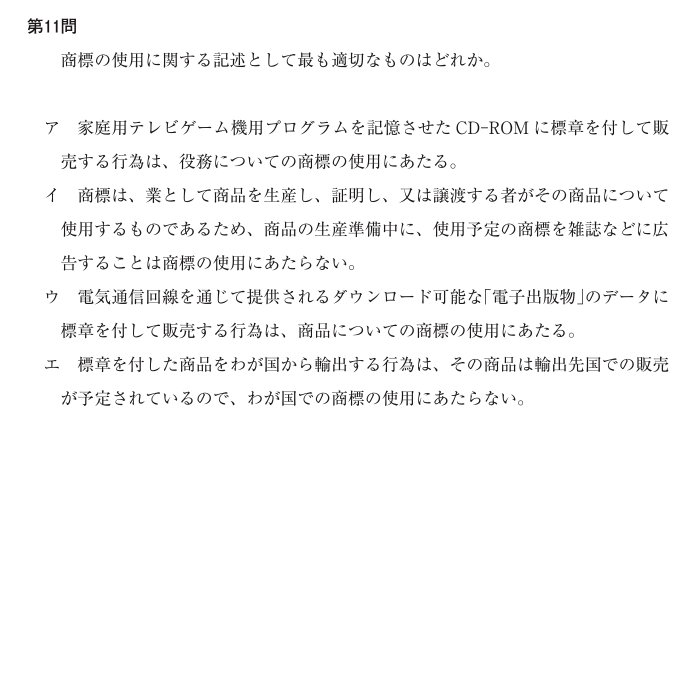 第11問
商標の使用に関する記述として最も適切なものはどれか。
ア　家庭用テレビゲーム機用プログラムを記憶させた CD-ROM に標章を付して販
売する行為は、役務についての商標の使用にあたる。
イ　商標は、業として商品を生産し、証明し、又は譲渡する者がその商品について
使用するものであるため、商品の生産準備中に、使用予定の商標を雑誌などに広
告することは商標の使用にあたらない。
ウ　電気通信回線を通じて提供されるダウンロード可能な「電子出版物」のデータに
標章を付して販売する行為は、商品についての商標の使用にあたる。
エ　標章を付した商品をわが国から輸出する行為は、その商品は輸出先国での販売
が予定されているので、わが国での商標の使用にあたらない。